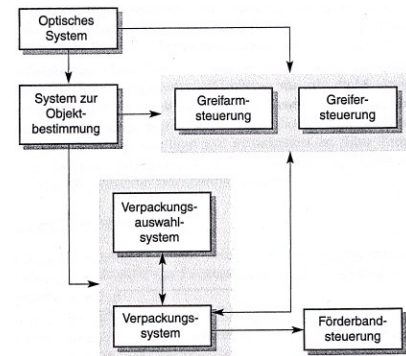 Optisches
System
System zur
Objekt-
bestimmung
Greifarm-
steuerung
Greifer-
steuerung
Verpackungs-
auswahl-
system
Verpackungs-
system
Förderband-
steuerung